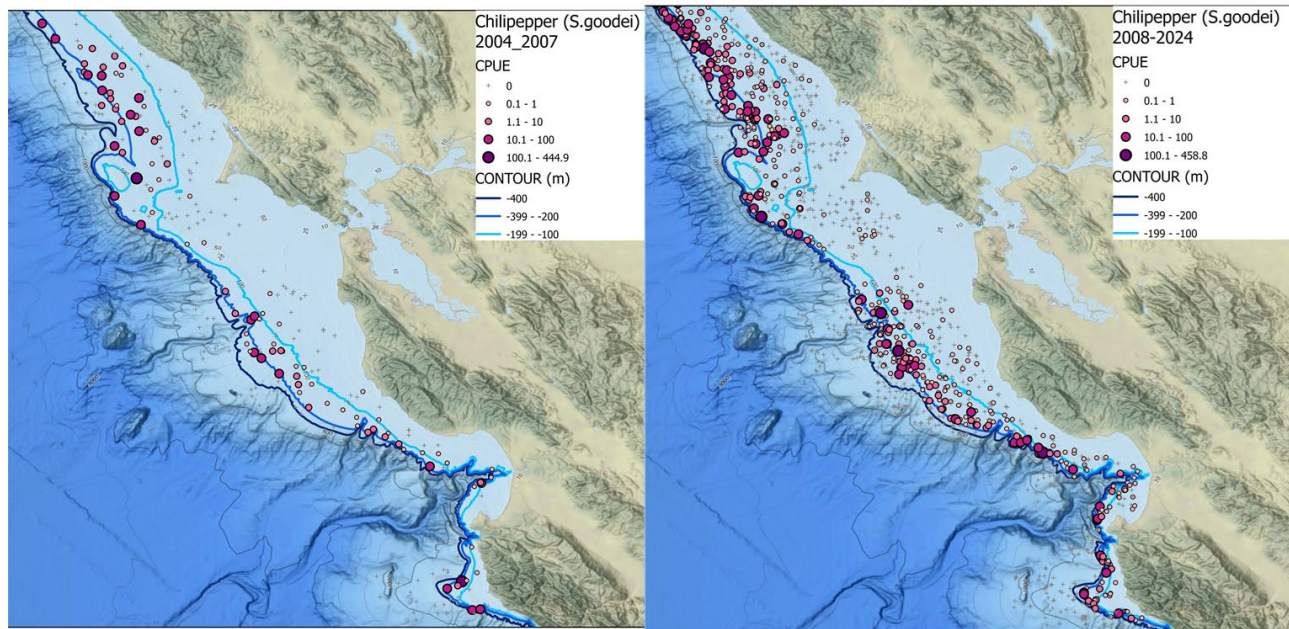 Chilipepper (S.goodei)
2004_2007
CPUE
0
0.1 - 1
1.1 - 10
10.1 - 100
100.1 - 444.9
CONTOUR (m)
-400
-399 - -200
-199 - -100
Chilipepper (S.goodei)
2008-2024
CPUE
0
0.1 - 1
1.1 - 10
10.1 - 100
100.1 - 458.8
CONTOUR (m)
-400
-399 - -200
-199 - -100